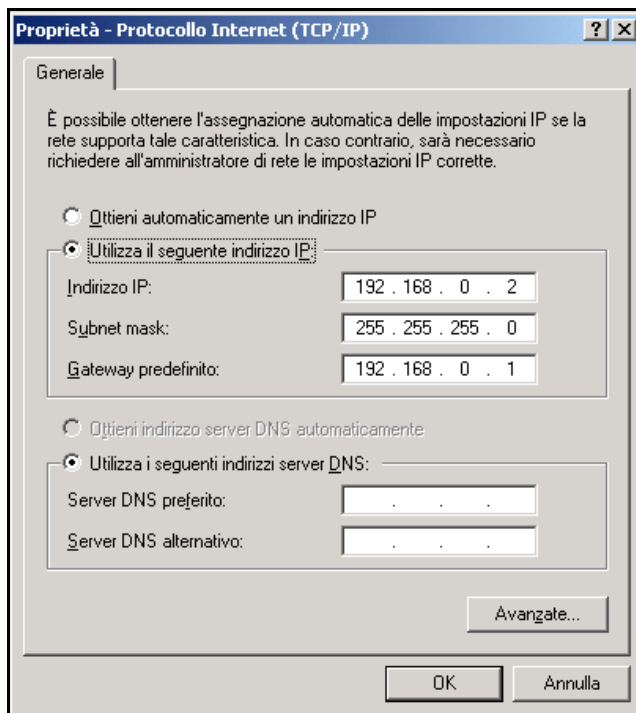 Proprietà - Protocollo Internet (TCP/IP)
Generale
È possibile ottenere l'assegnazione automatica delle impostazioni IP se la
rete supporta tale caratteristica. In caso contrario, sarà necessario
richiedere all'amministratore di rete le impostazioni IP corrette.
Ottieni automaticamente un indirizzo IP
Utilizza il seguente indirizzo IP:
Indirizzo IP: 192 . 168 . 0 . 2
Subnet mask: 255 . 255 . 255 . 0
Gateway predefinito: 192 . 168 . 0 . 1
Ottieni indirizzo server DNS automaticamente
Utilizza i seguenti indirizzi server DNS:
Server DNS preferito: . . .
Server DNS alternativo: . . .
Avanzate...
OK Annulla